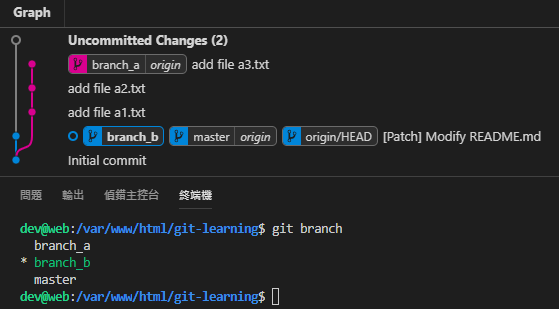 Graph
Uncommitted Changes (2)
branch_a origin add file a3.txt
add file a2.txt
add file a1.txt
branch_b master origin origin/HEAD [Patch] Modify README.md
Initial commit
問題 輸出 偵錯主控台 終端機
dev@web:/var/www/html/git-learning$ git branch
branch_a
* branch_b
master
dev@web:/var/www/html/git-learning$